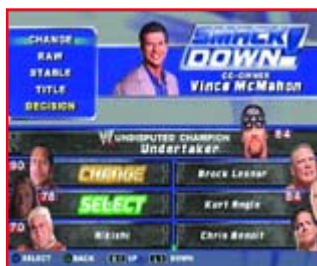 CHANGE
RAW
STABLE
TITLE
DECISION
SMACK
DOWN!
CO-OWNER
Vince McMahon
W UNDISPUTED CHAMPION
Undertaker
84
90
CHANGE
Brock Lesnar
78
SELECT
Kurt Angle
84
70
Rikishi
Chris Benoit
SELECT
BACK
UP
DOWN